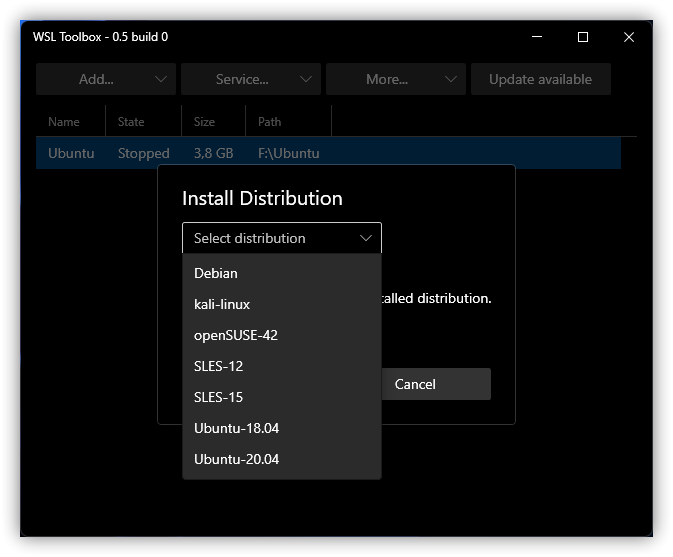 WSL Toolbox - 0.5 build 0
Add... Service... More... Update available
Name State Size Path
Ubuntu Stopped 3,8 GB F:\Ubuntu
Install Distribution
Select distribution
Debian
kali-linux
talled distribution.
openSUSE-42
SLES-12
Cancel
SLES-15
Ubuntu-18.04
Ubuntu-20.04